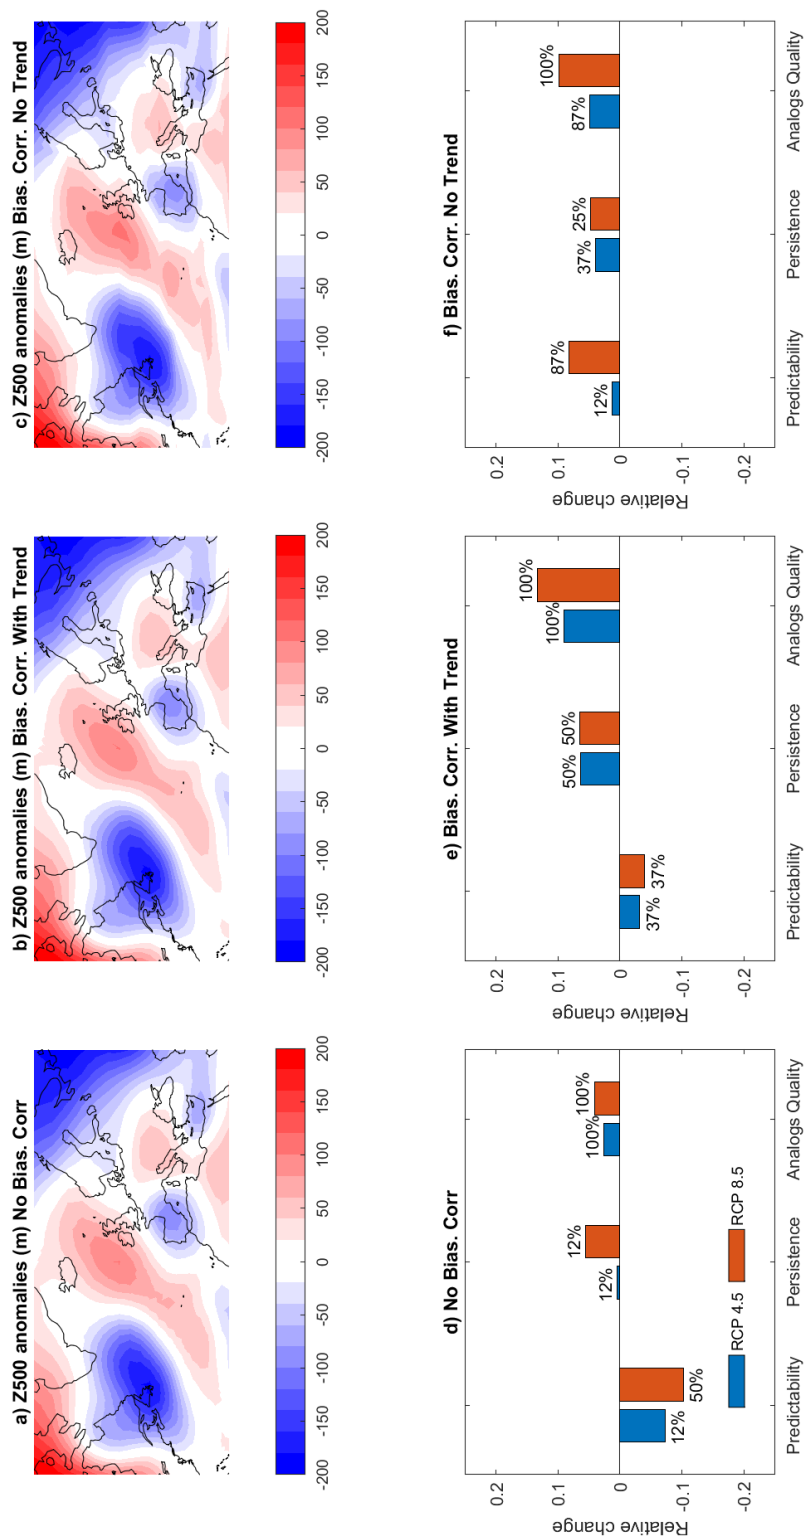 a) Z500 anomalies (m) No Bias. Corr
-200 -150 -100 -50 0 50 100 150 200
b) Z500 anomalies (m) Bias. Corr. With Trend
-200 -150 -100 -50 0 50 100 150 200
c) Z500 anomalies (m) Bias. Corr. No Trend
-200 -150 -100 -50 0 50 100 150 200
d) No Bias. Corr
Relative change
0.2
0.1
0
-0.1
-0.2
12% 50% 12% 12% 100% 100%
RCP 4.5 RCP 8.5
Predictability Persistence Analogs Quality
e) Bias. Corr. With Trend
Relative change
0.2
0.1
0
-0.1
-0.2
37% 37% 50% 50% 100% 100%
Predictability Persistence Analogs Quality
f) Bias. Corr. No Trend
Relative change
0.2
0.1
0
-0.1
-0.2
12% 87% 37% 25% 87% 100%
Predictability Persistence Analogs Quality